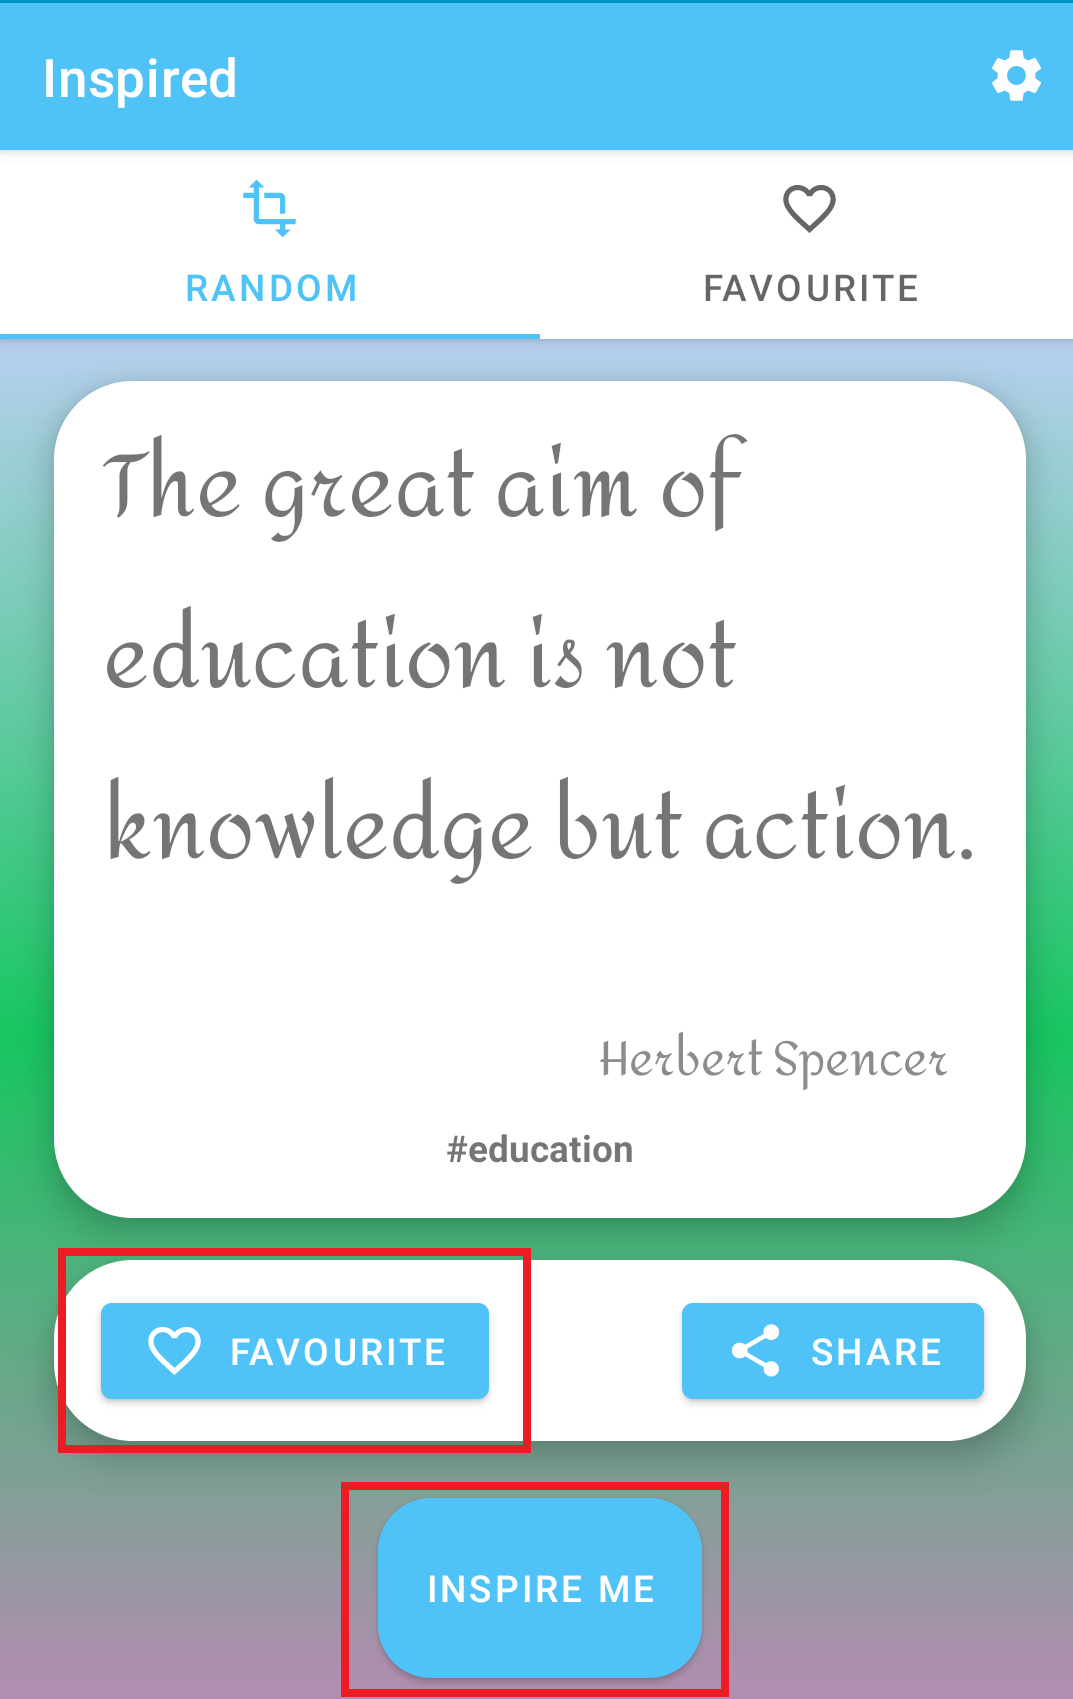 Inspired
RANDOM
FAVOURITE
The great aim of
education is not
knowledge but action.
Herbert Spencer
#education
FAVOURITE
SHARE
INSPIRE ME